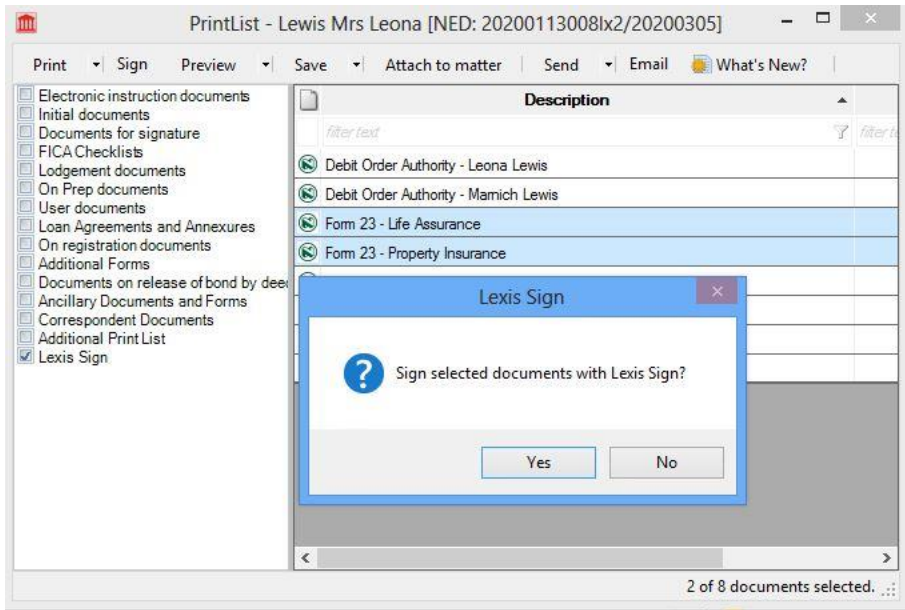 PrintList - Lewis Mrs Leona [NED: 20200113008lx2/20200305]
Print Sign Preview Save Attach to matter Send Email What's New?
Electronic instruction documents
Initial documents
Documents for signature
FICA Checklists
Lodgement documents
On Prep documents
User documents
Loan Agreements and Annexures
On registration documents
Additional Forms
Documents on release of bond by deed
Ancillary Documents and Forms
Correspondent Documents
Additional Print List
Lexis Sign
Description
filter text filter te
Debit Order Authority - Leona Lewis
Debit Order Authority - Marnich Lewis
Form 23 - Life Assurance
Form 23 - Property Insurance
Lexis Sign
Sign selected documents with Lexis Sign?
Yes No
2 of 8 documents selected.